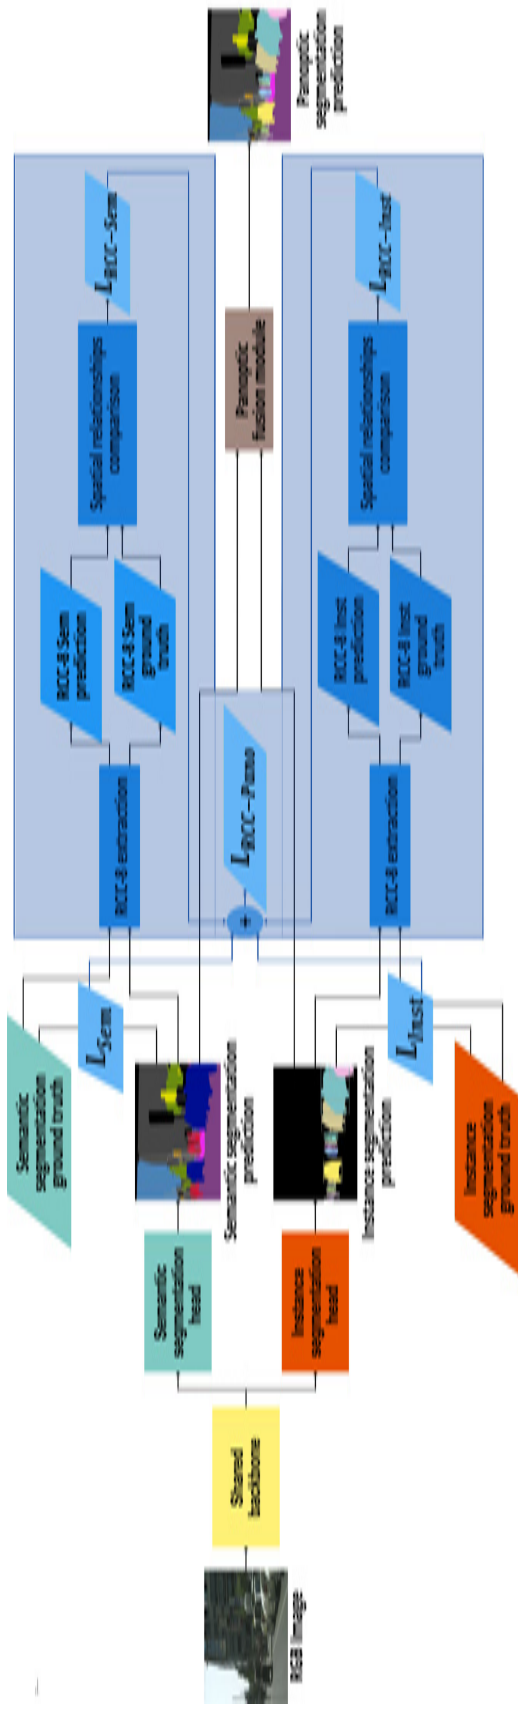 RGB image
Shared
backbone
Semantic
segmentation
head
Instance
segmentation
head
Semantic segmentation
prediction
Instance segmentation
prediction
Semantic
segmentation
ground truth
Instance
segmentation
ground truth
L_Sem
L_Inst
RCC-8 extraction
RCC-8 Sem
prediction
RCC-8 Sem
ground
truth
Spatial relationships
comparison
L_RCC-Sem
+
L_RCC-Pano
RCC-8 extraction
RCC-8 Inst
prediction
RCC-8 Inst
ground
truth
Spatial relationships
comparison
L_RCC-Inst
Panoptic
fusion module
Panoptic
segmentation
prediction